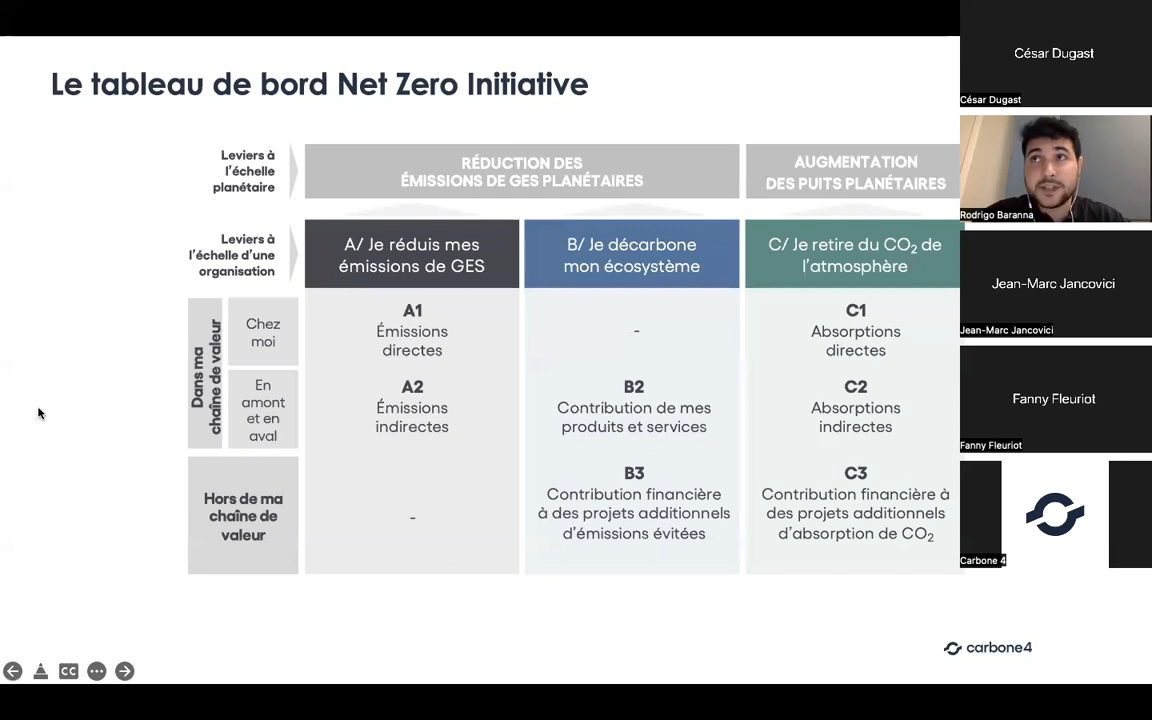 Le tableau de bord Net Zero Initiative
Leviers à
l'échelle
planétaire
RÉDUCTION DES
ÉMISSIONS DE GES PLANÉTAIRES
AUGMENTATION
DES PUITS PLANÉTAIRES
Leviers à
l'échelle d'une
organisation
A/ Je réduis mes
émissions de GES
B/ Je décarbone
mon écosystème
C/ Je retire du CO₂ de
l'atmosphère
Dans ma
chaîne de valeur
Chez
moi
A1
Émissions
directes
-
C1
Absorptions
directes
En
amont
et en
aval
A2
Émissions
indirectes
B2
Contribution de mes
produits et services
C2
Absorptions
indirectes
Hors de ma
chaîne de
valeur
-
B3
Contribution financière
à des projets additionnels
d'émissions évitées
C3
Contribution financière à
des projets additionnels
d'absorption de CO₂
carbone4
CC
César Dugast
César Dugast
Rodrigo Baranna
Jean-Marc Jancovici
Jean-Marc Jancovici
Fanny Fleuriot
Fanny Fleuriot
Carbone 4